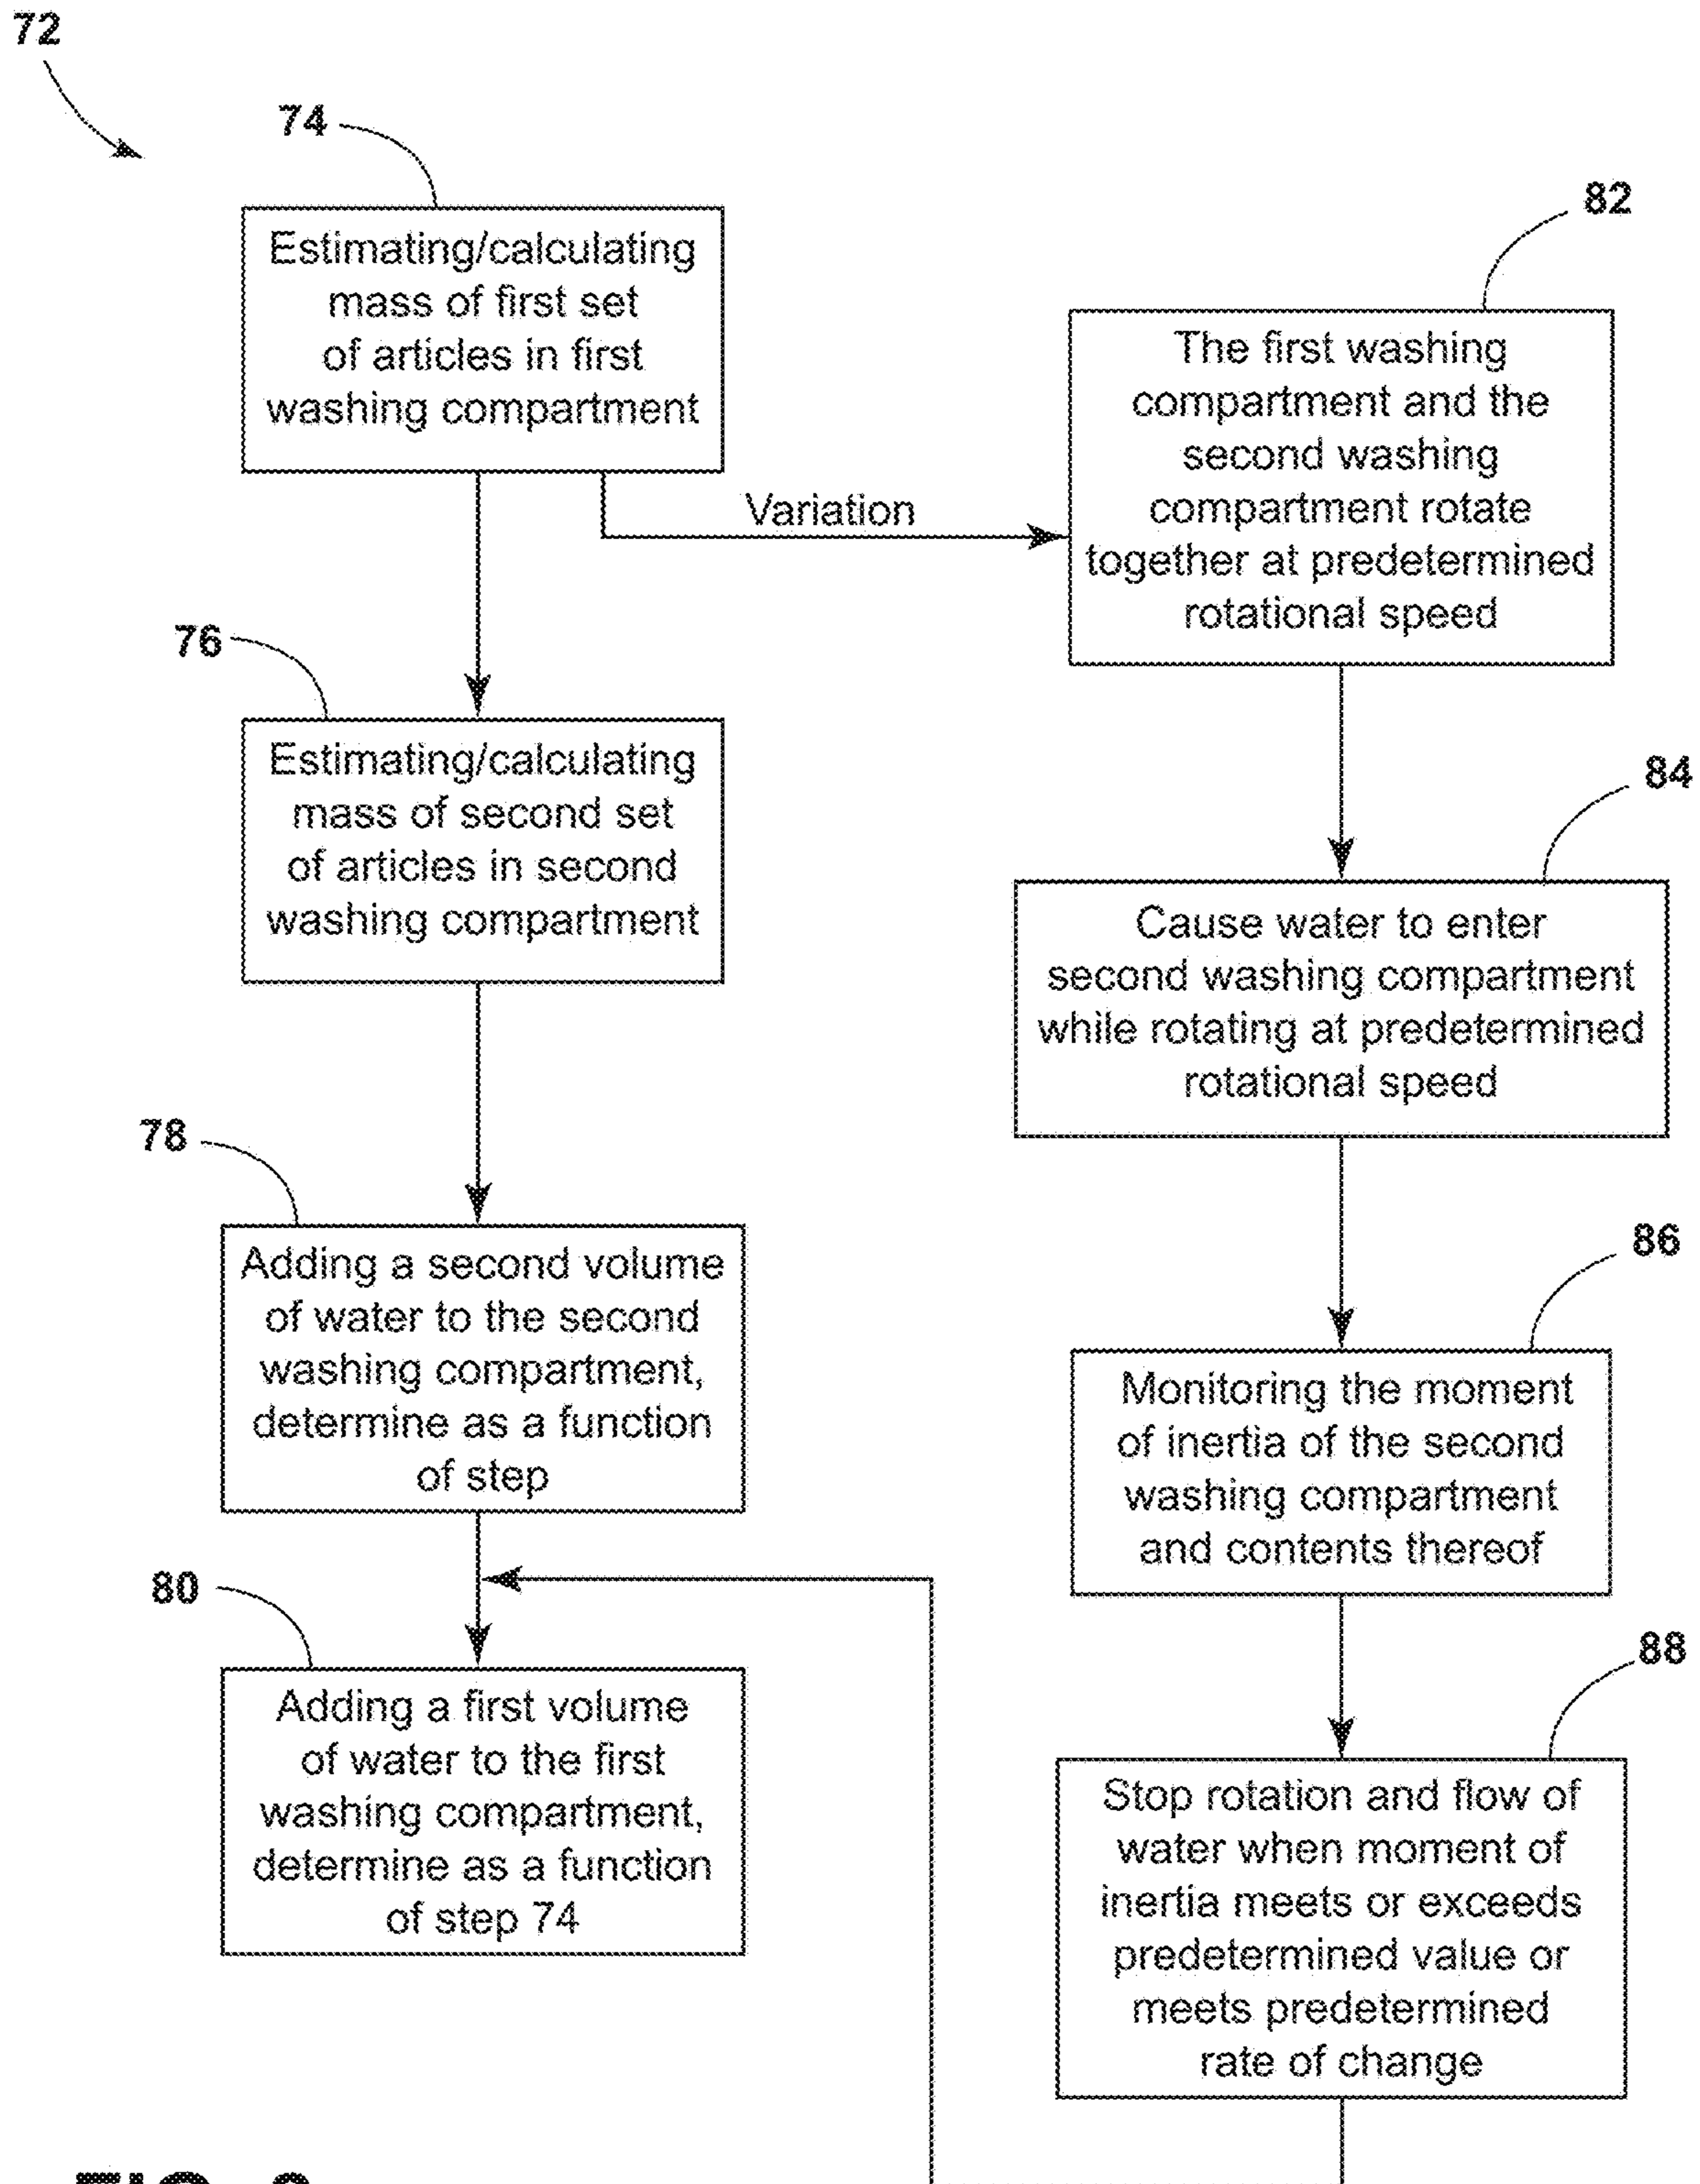 72
74
Estimating/calculating
mass of first set
of articles in first
washing compartment
Variation
82
The first washing
compartment and the
second washing
compartment rotate
together at predetermined
rotational speed
76
Estimating/calculating
mass of second set
of articles in second
washing compartment
84
Cause water to enter
second washing compartment
while rotating at predetermined
rotational speed
78
Adding a second volume
of water to the second
washing compartment,
determine as a function
of step
86
Monitoring the moment
of inertia of the second
washing compartment
and contents thereof
80
Adding a first volume
of water to the first
washing compartment,
determine as a function
of step 74
88
Stop rotation and flow of
water when moment of
inertia meets or exceeds
predetermined value or
meets predetermined
rate of change